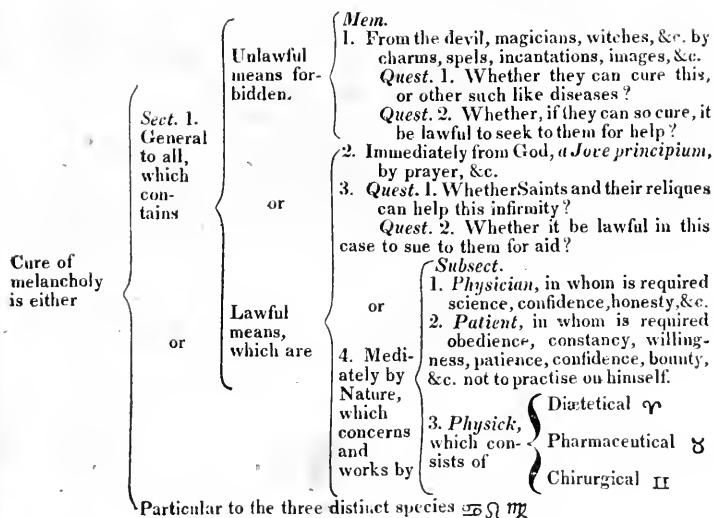 Cure of
melancholy
is either
Sect. 1.
General
to all,
which
con-
tains
or
Unlawful
means for-
bidden.
or
Lawful
means,
which are
Mem.
1. From the devil, magicians, witches, &c. by
charms, spels, incantations, images, &c.
Quest. 1. Whether they can cure this,
or other such like diseases?
Quest. 2. Whether, if they can so cure, it
be lawful to seek to them for help?
2. Immediately from God, a Jove principium,
by prayer, &c.
3. Quest. 1. Whether Saints and their reliques
can help this infirmity?
Quest. 2. Whether it be lawful in this
case to sue to them for aid?
or
4. Medi-
ately by
Nature,
which
concerns
and
works by
Subsect.
1. Physician, in whom is required
science, confidence, honesty, &c.
2. Patient, in whom is required
obedience, constancy, willing-
ness, patience, confidence, bounty,
&c. not to practise on himself.
3. Physick,
which con-
sists of
Diætetical ♈
Pharmaceutical ♉
Chirurgical ♊
Particular to the three distinct species ♋ ♌ ♍